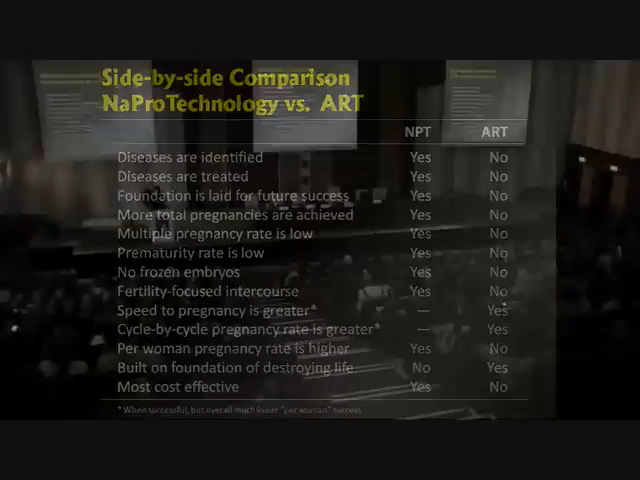 Side-by-side Comparison
NaProTechnology vs. ART
NPT ART
Diseases are identified Yes No
Diseases are treated Yes No
Foundation is laid for future success Yes No
More total pregnancies are achieved Yes No
Multiple pregnancy rate is low Yes No
Prematurity rate is low Yes No
No frozen embryos Yes No
Fertility-focused intercourse Yes No
Speed to pregnancy is greater* — Yes
Cycle-by-cycle pregnancy rate is greater* — Yes
Per woman pregnancy rate is higher Yes No
Built on foundation of destroying life No Yes
Most cost effective Yes No
* When successful, but overall much lower "per woman" success